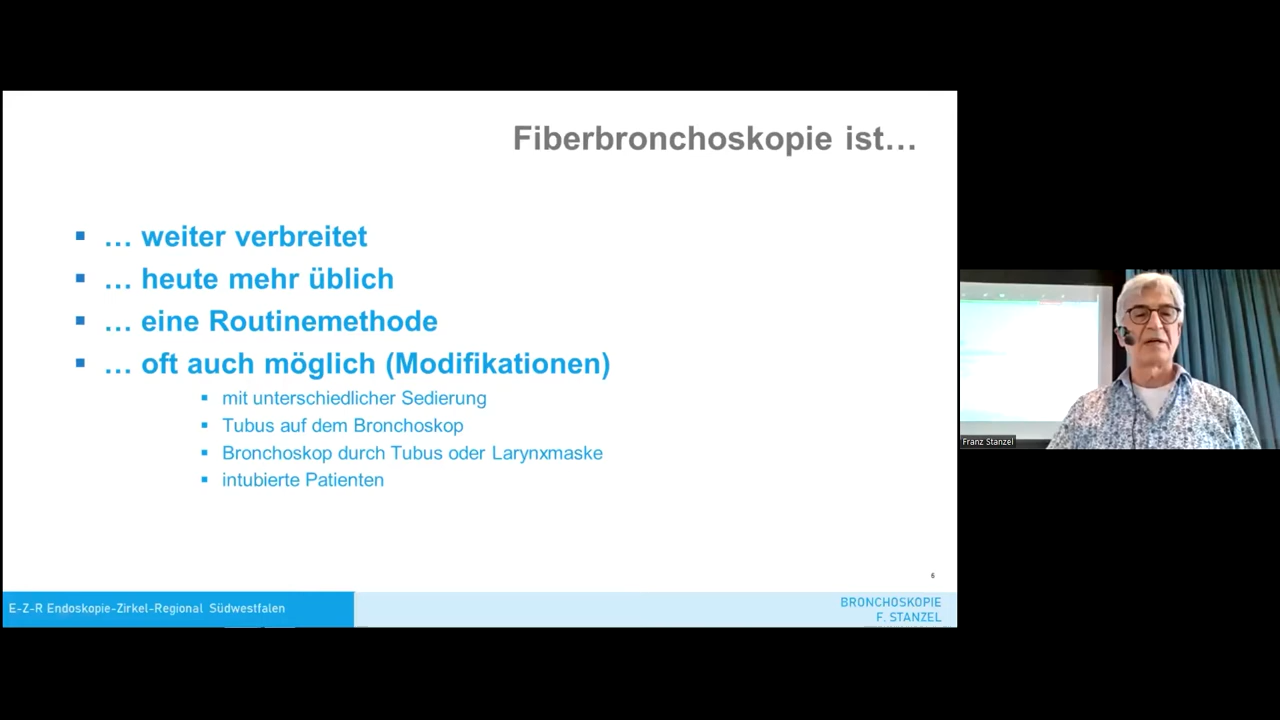 Fiberbronchoskopie ist…
▪ … weiter verbreitet
▪ … heute mehr üblich
▪ … eine Routinemethode
▪ … oft auch möglich (Modifikationen)
▪ mit unterschiedlicher Sedierung
▪ Tubus auf dem Bronchoskop
▪ Bronchoskop durch Tubus oder Larynxmaske
▪ intubierte Patienten
6
E-Z-R Endoskopie-Zirkel-Regional Südwestfalen
BRONCHOSKOPIE
F. STANZEL
Franz Stanzel